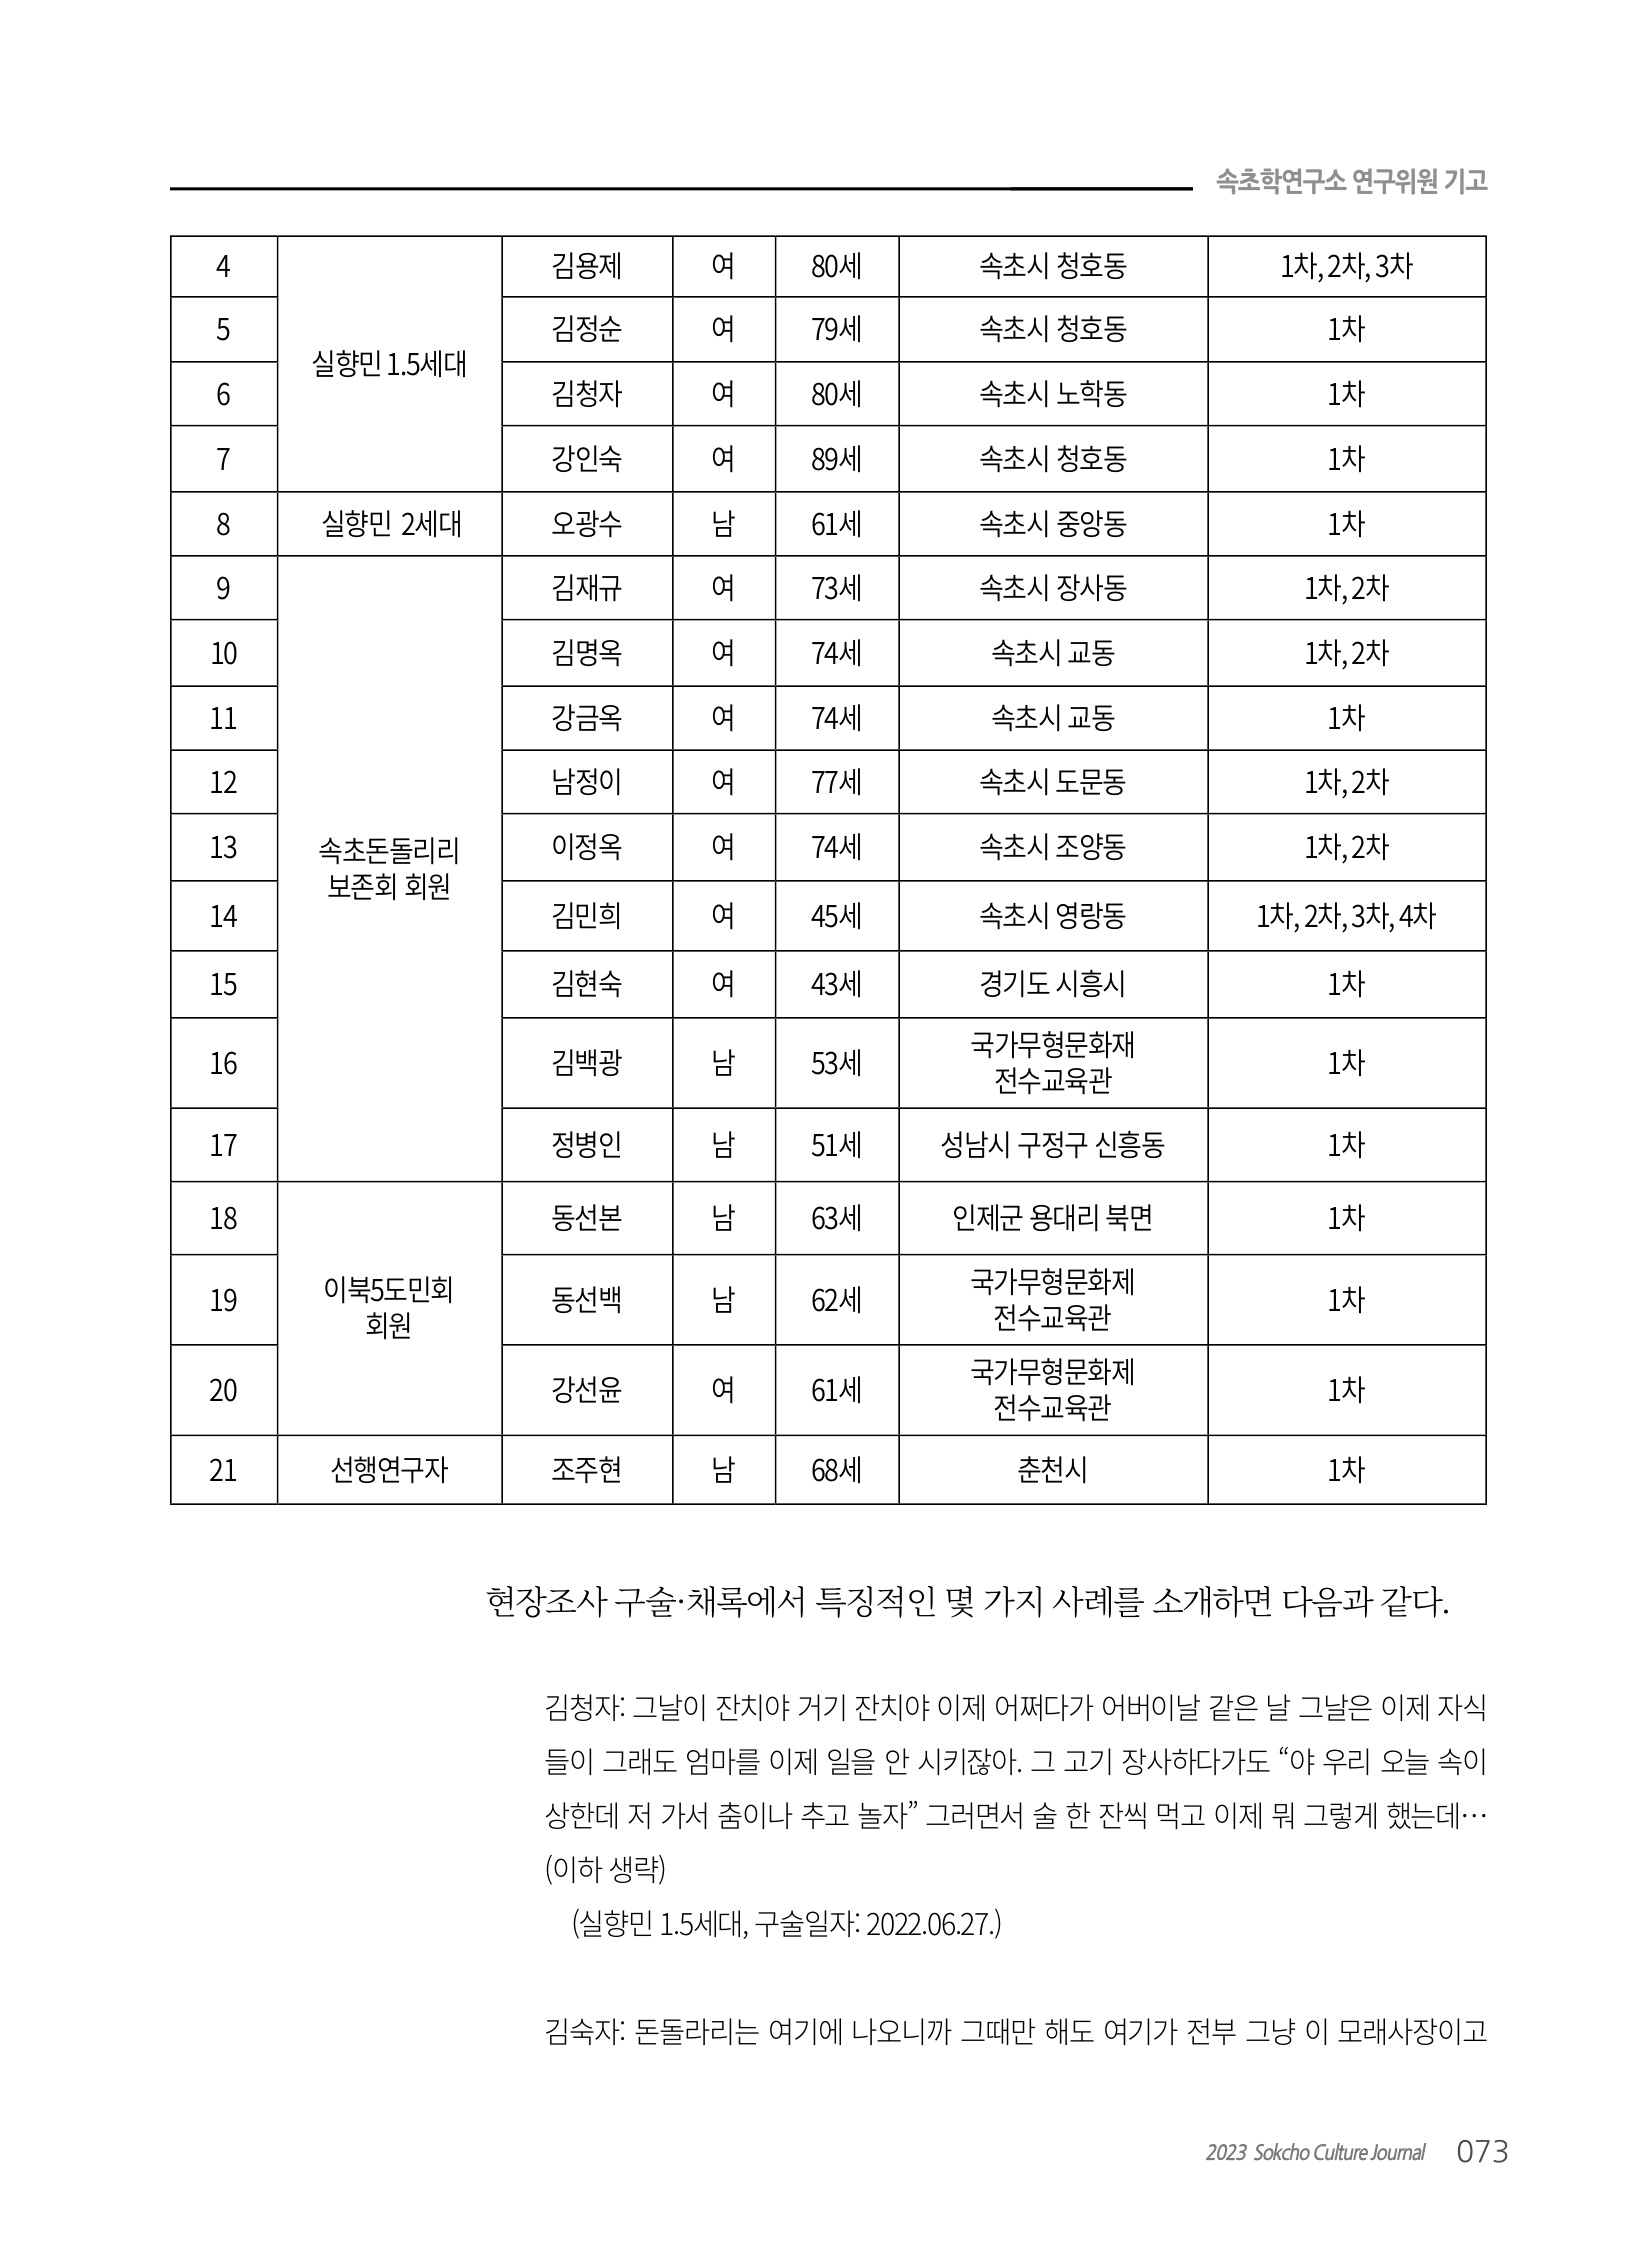 속초학연구소 연구위원 기고
4 실향민 1.5세대 김용제 여 80세 속초시 청호동 1차, 2차, 3차
5 김정순 여 79세 속초시 청호동 1차
6 김청자 여 80세 속초시 노학동 1차
7 강인숙 여 89세 속초시 청호동 1차
8 실향민 2세대 오광수 남 61세 속초시 중앙동 1차
9 속초돈돌리리 보존회 회원 김재규 여 73세 속초시 장사동 1차, 2차
10 김명옥 여 74세 속초시 교동 1차, 2차
11 강금옥 여 74세 속초시 교동 1차
12 남정이 여 77세 속초시 도문동 1차, 2차
13 이정옥 여 74세 속초시 조양동 1차, 2차
14 김민희 여 45세 속초시 영랑동 1차, 2차, 3차, 4차
15 김현숙 여 43세 경기도 시흥시 1차
16 김백광 남 53세 국가무형문화재 전수교육관 1차
17 정병인 남 51세 성남시 구정구 신흥동 1차
18 이북5도민회 회원 동선본 남 63세 인제군 용대리 북면 1차
19 동선백 남 62세 국가무형문화제 전수교육관 1차
20 강선윤 여 61세 국가무형문화제 전수교육관 1차
21 선행연구자 조주현 남 68세 춘천시 1차
현장조사 구술·채록에서 특징적인 몇 가지 사례를 소개하면 다음과 같다.
김청자: 그날이 잔치야 거기 잔치야 이제 어쩌다가 어버이날 같은 날 그날은 이제 자식
들이 그래도 엄마를 이제 일을 안 시키잖아. 그 고기 장사하다가도 “야 우리 오늘 속이
상한데 저 가서 춤이나 추고 놀자” 그러면서 술 한 잔씩 먹고 이제 뭐 그렇게 했는데…
(이하 생략)
(실향민 1.5세대, 구술일자: 2022.06.27.)
김숙자: 돈돌라리는 여기에 나오니까 그때만 해도 여기가 전부 그냥 이 모래사장이고
2023 Sokcho Culture Journal 073